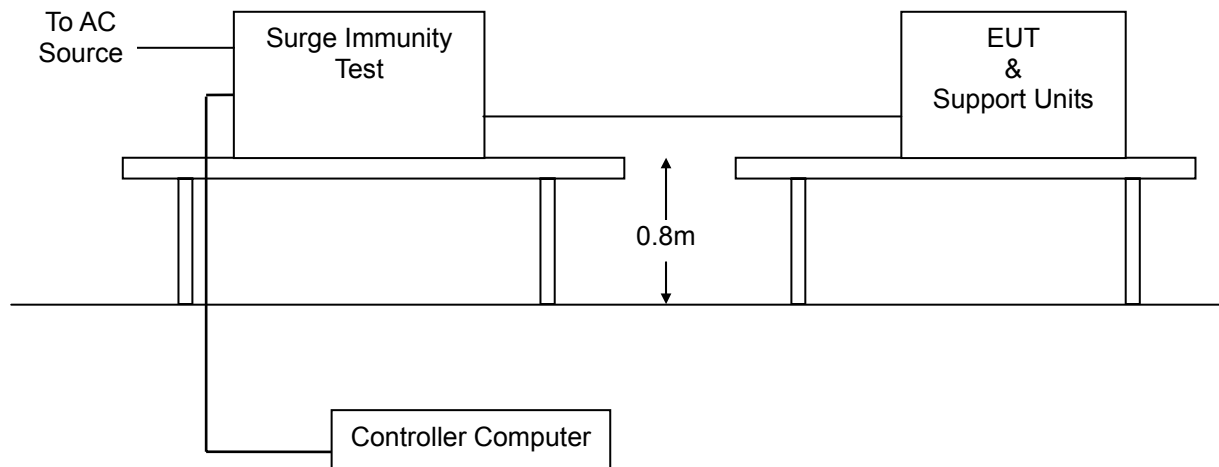 To AC
Source
Surge Immunity
Test
EUT
&
Support Units
0.8m
Controller Computer